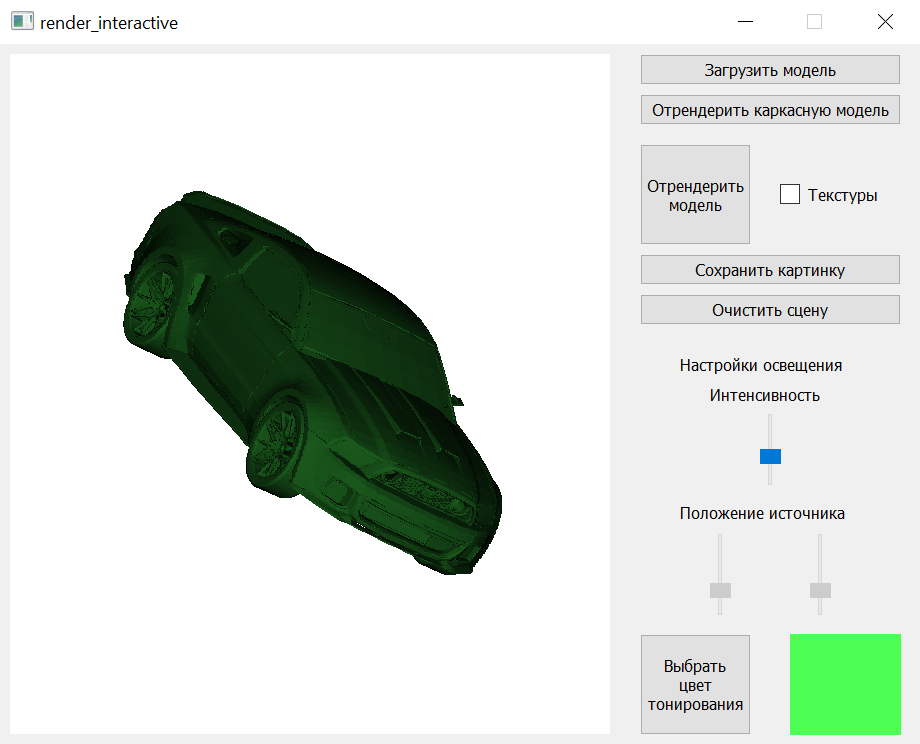 render_interactive
Загрузить модель
Отрендерить каркасную модель
Отрендерить
модель
Текстуры
Сохранить картинку
Очистить сцену
Настройки освещения
Интенсивность
Положение источника
Выбрать
цвет
тонирования